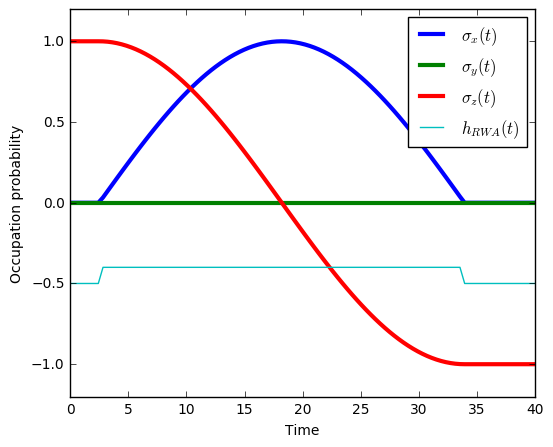 1.0
0.5
0.0
−0.5
−1.0
Occupation probability
0 5 10 15 20 25 30 35 40
Time
σx(t)
σy(t)
σz(t)
hRWA(t)